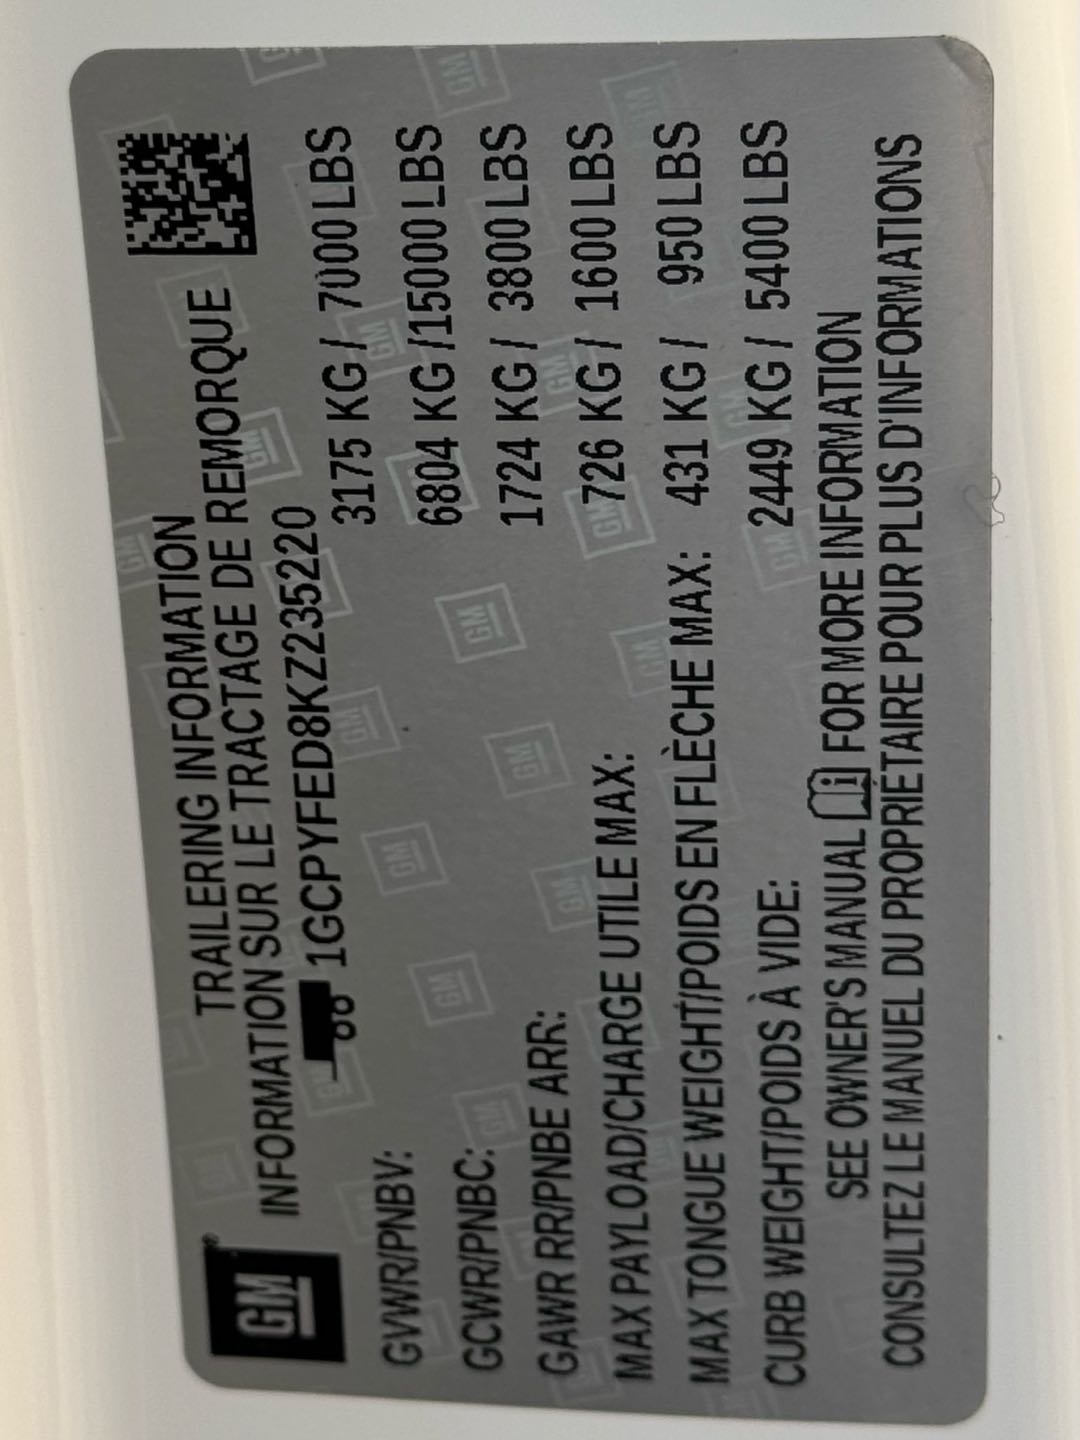 GM
TRAILERING INFORMATION
INFORMATION SUR LE TRACTAGE DE REMORQUE
1GCPYFED8KZ235220
GVWR/PNBV: 3175 KG / 7000 LBS
GCWR/PNBC: 6804 KG /15000 LBS
GAWR RR/PNBE ARR: 1724 KG / 3800 LBS
MAX PAYLOAD/CHARGE UTILE MAX: 726 KG / 1600 LBS
MAX TONGUE WEIGHT/POIDS EN FLÈCHE MAX: 431 KG / 950 LBS
CURB WEIGHT/POIDS À VIDE: 2449 KG / 5400 LBS
SEE OWNER'S MANUAL FOR MORE INFORMATION
CONSULTEZ LE MANUEL DU PROPRIÉTAIRE POUR PLUS D'INFORMATIONS